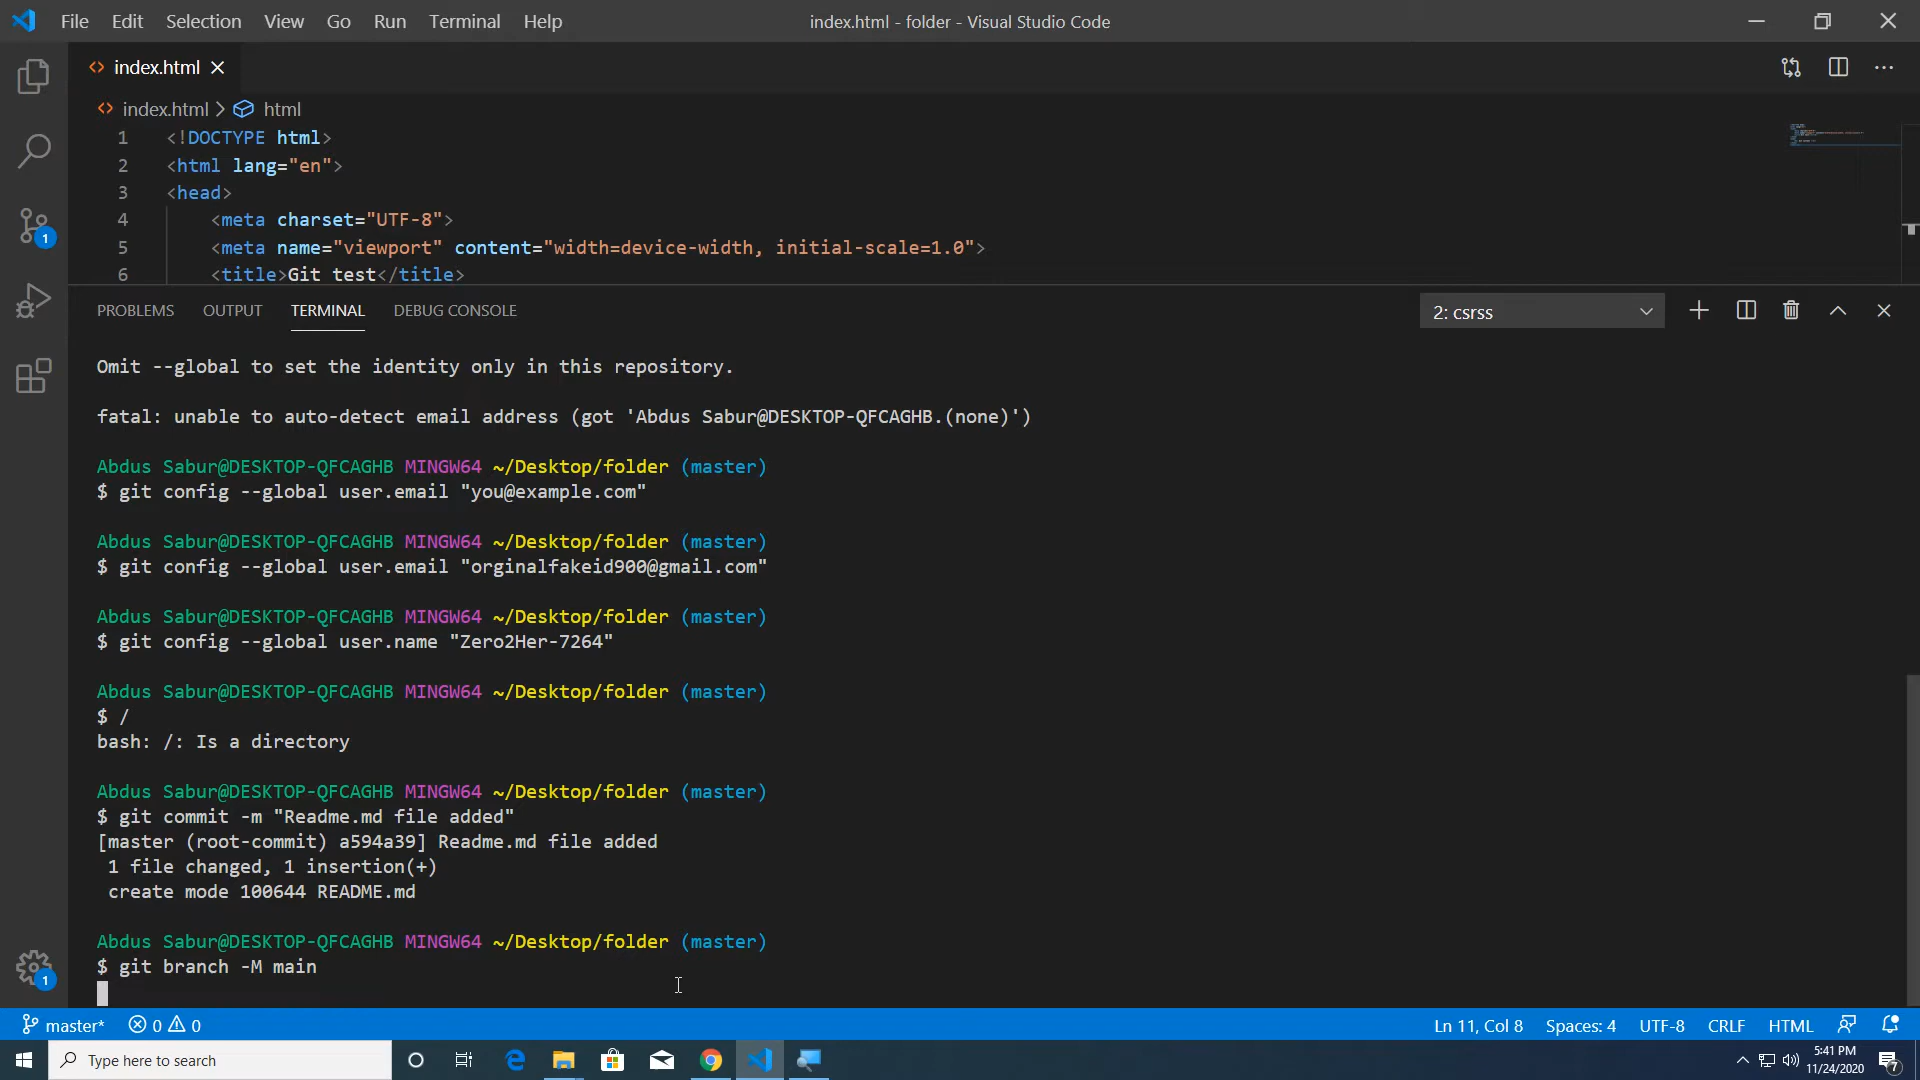 File Edit Selection View Go Run Terminal Help
index.html - folder - Visual Studio Code
index.html
index.html > html
1 <!DOCTYPE html>
2 <html lang="en">
3 <head>
4 <meta charset="UTF-8">
5 <meta name="viewport" content="width=device-width, initial-scale=1.0">
6 <title>Git test</title>
1
PROBLEMS OUTPUT TERMINAL DEBUG CONSOLE
2: csrss
Omit --global to set the identity only in this repository.
fatal: unable to auto-detect email address (got 'Abdus Sabur@DESKTOP-QFCAGHB.(none)')
Abdus Sabur@DESKTOP-QFCAGHB MINGW64 ~/Desktop/folder (master)
$ git config --global user.email "you@example.com"
Abdus Sabur@DESKTOP-QFCAGHB MINGW64 ~/Desktop/folder (master)
$ git config --global user.email "orginalfakeid900@gmail.com"
Abdus Sabur@DESKTOP-QFCAGHB MINGW64 ~/Desktop/folder (master)
$ git config --global user.name "Zero2Her-7264"
Abdus Sabur@DESKTOP-QFCAGHB MINGW64 ~/Desktop/folder (master)
$ /
bash: /: Is a directory
Abdus Sabur@DESKTOP-QFCAGHB MINGW64 ~/Desktop/folder (master)
$ git commit -m "Readme.md file added"
[master (root-commit) a594a39] Readme.md file added
1 file changed, 1 insertion(+)
create mode 100644 README.md
Abdus Sabur@DESKTOP-QFCAGHB MINGW64 ~/Desktop/folder (master)
$ git branch -M main
1
master* 0 0
Ln 11, Col 8 Spaces: 4 UTF-8 CRLF HTML
Type here to search
5:41 PM
11/24/2020
7